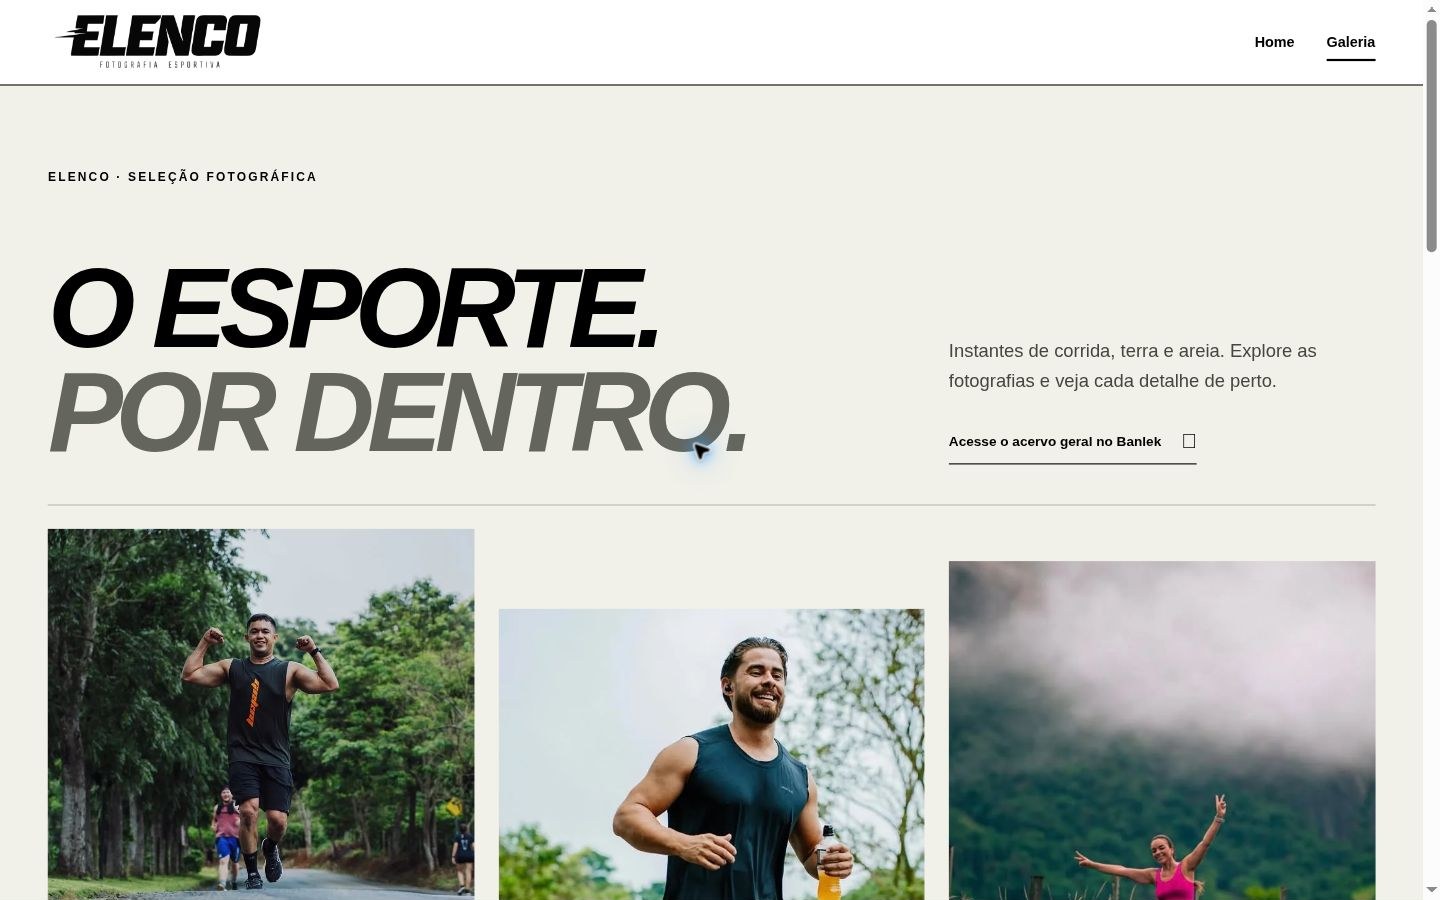 ELENCO
FOTOGRAFIA ESPORTIVA
Home
Galeria
ELENCO · SELEÇÃO FOTOGRÁFICA
O ESPORTE.
POR DENTRO.
Instantes de corrida, terra e areia. Explore as
fotografias e veja cada detalhe de perto.
Acesse o acervo geral no Banlek